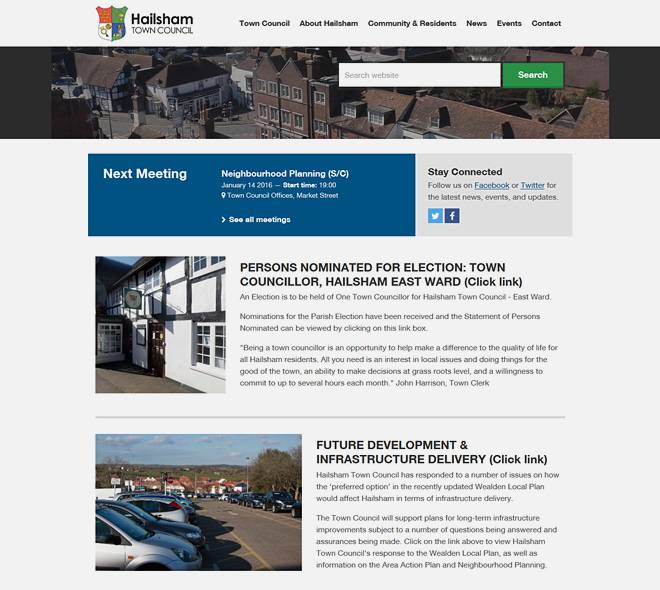 Hailsham
TOWN COUNCIL
Town Council About Hailsham Community & Residents News Events Contact
Search website
Search
Next Meeting
Neighbourhood Planning (S/C)
January 14 2016 — Start time: 19:00
Town Council Offices, Market Street
See all meetings
Stay Connected
Follow us on Facebook or Twitter for
the latest news, events, and updates.
PERSONS NOMINATED FOR ELECTION: TOWN
COUNCILLOR, HAILSHAM EAST WARD (Click link)
An Election is to be held of One Town Councillor for Hailsham Town Council - East Ward.
Nominations for the Parish Election have been received and the Statement of Persons
Nominated can be viewed by clicking on this link box.
"Being a town councillor is an opportunity to help make a difference to the quality of life for
all Hailsham residents. All you need is an interest in local issues and doing things for the
good of the town, an ability to make decisions at grass roots level, and a willingness to
commit to up to several hours each month." John Harrison, Town Clerk
FUTURE DEVELOPMENT &
INFRASTRUCTURE DELIVERY (Click link)
Hailsham Town Council has responded to a number of issues on how
the 'preferred option' in the recently updated Wealden Local Plan
would affect Hailsham in terms of infrastructure delivery.
The Town Council will support plans for long-term infrastructure
improvements subject to a number of questions being answered and
assurances being made. Click on the link above to view Hailsham
Town Council's response to the Wealden Local Plan, as well as
information on the Area Action Plan and Neighbourhood Planning.